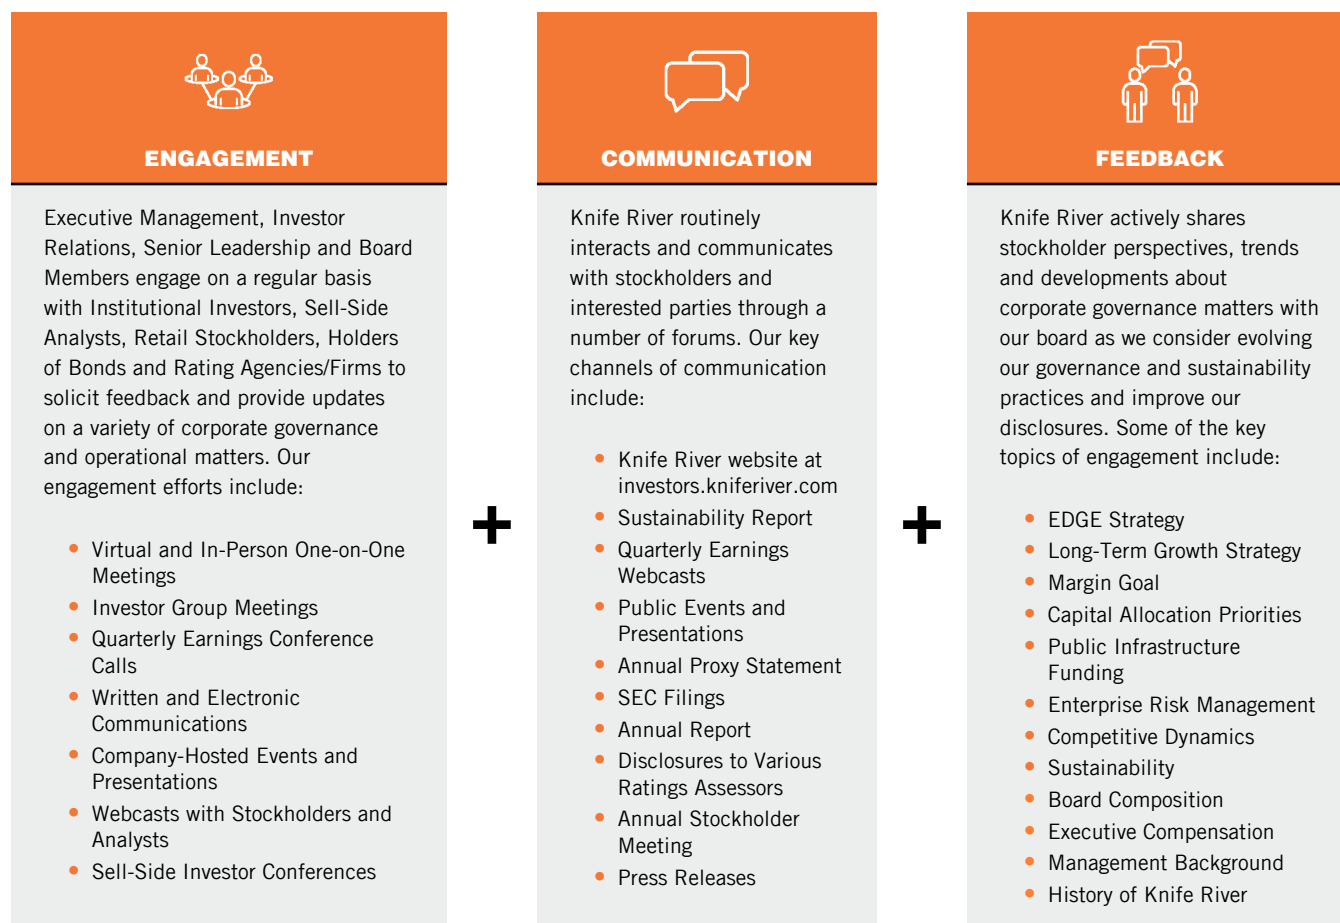 ENGAGEMENT
Executive Management, Investor
Relations, Senior Leadership and Board
Members engage on a regular basis
with Institutional Investors, Sell-Side
Analysts, Retail Stockholders, Holders
of Bonds and Rating Agencies/Firms to
solicit feedback and provide updates
on a variety of corporate governance
and operational matters. Our
engagement efforts include:
• Virtual and In-Person One-on-One
Meetings
• Investor Group Meetings
• Quarterly Earnings Conference
Calls
• Written and Electronic
Communications
• Company-Hosted Events and
Presentations
• Webcasts with Stockholders and
Analysts
• Sell-Side Investor Conferences
+
COMMUNICATION
Knife River routinely
interacts and communicates
with stockholders and
interested parties through a
number of forums. Our key
channels of communication
include:
• Knife River website at
investors.kniferiver.com
• Sustainability Report
• Quarterly Earnings
Webcasts
• Public Events and
Presentations
• Annual Proxy Statement
• SEC Filings
• Annual Report
• Disclosures to Various
Ratings Assessors
• Annual Stockholder
Meeting
• Press Releases
+
FEEDBACK
Knife River actively shares
stockholder perspectives, trends
and developments about
corporate governance matters with
our board as we consider evolving
our governance and sustainability
practices and improve our
disclosures. Some of the key
topics of engagement include:
• EDGE Strategy
• Long-Term Growth Strategy
• Margin Goal
• Capital Allocation Priorities
• Public Infrastructure
Funding
• Enterprise Risk Management
• Competitive Dynamics
• Sustainability
• Board Composition
• Executive Compensation
• Management Background
• History of Knife River